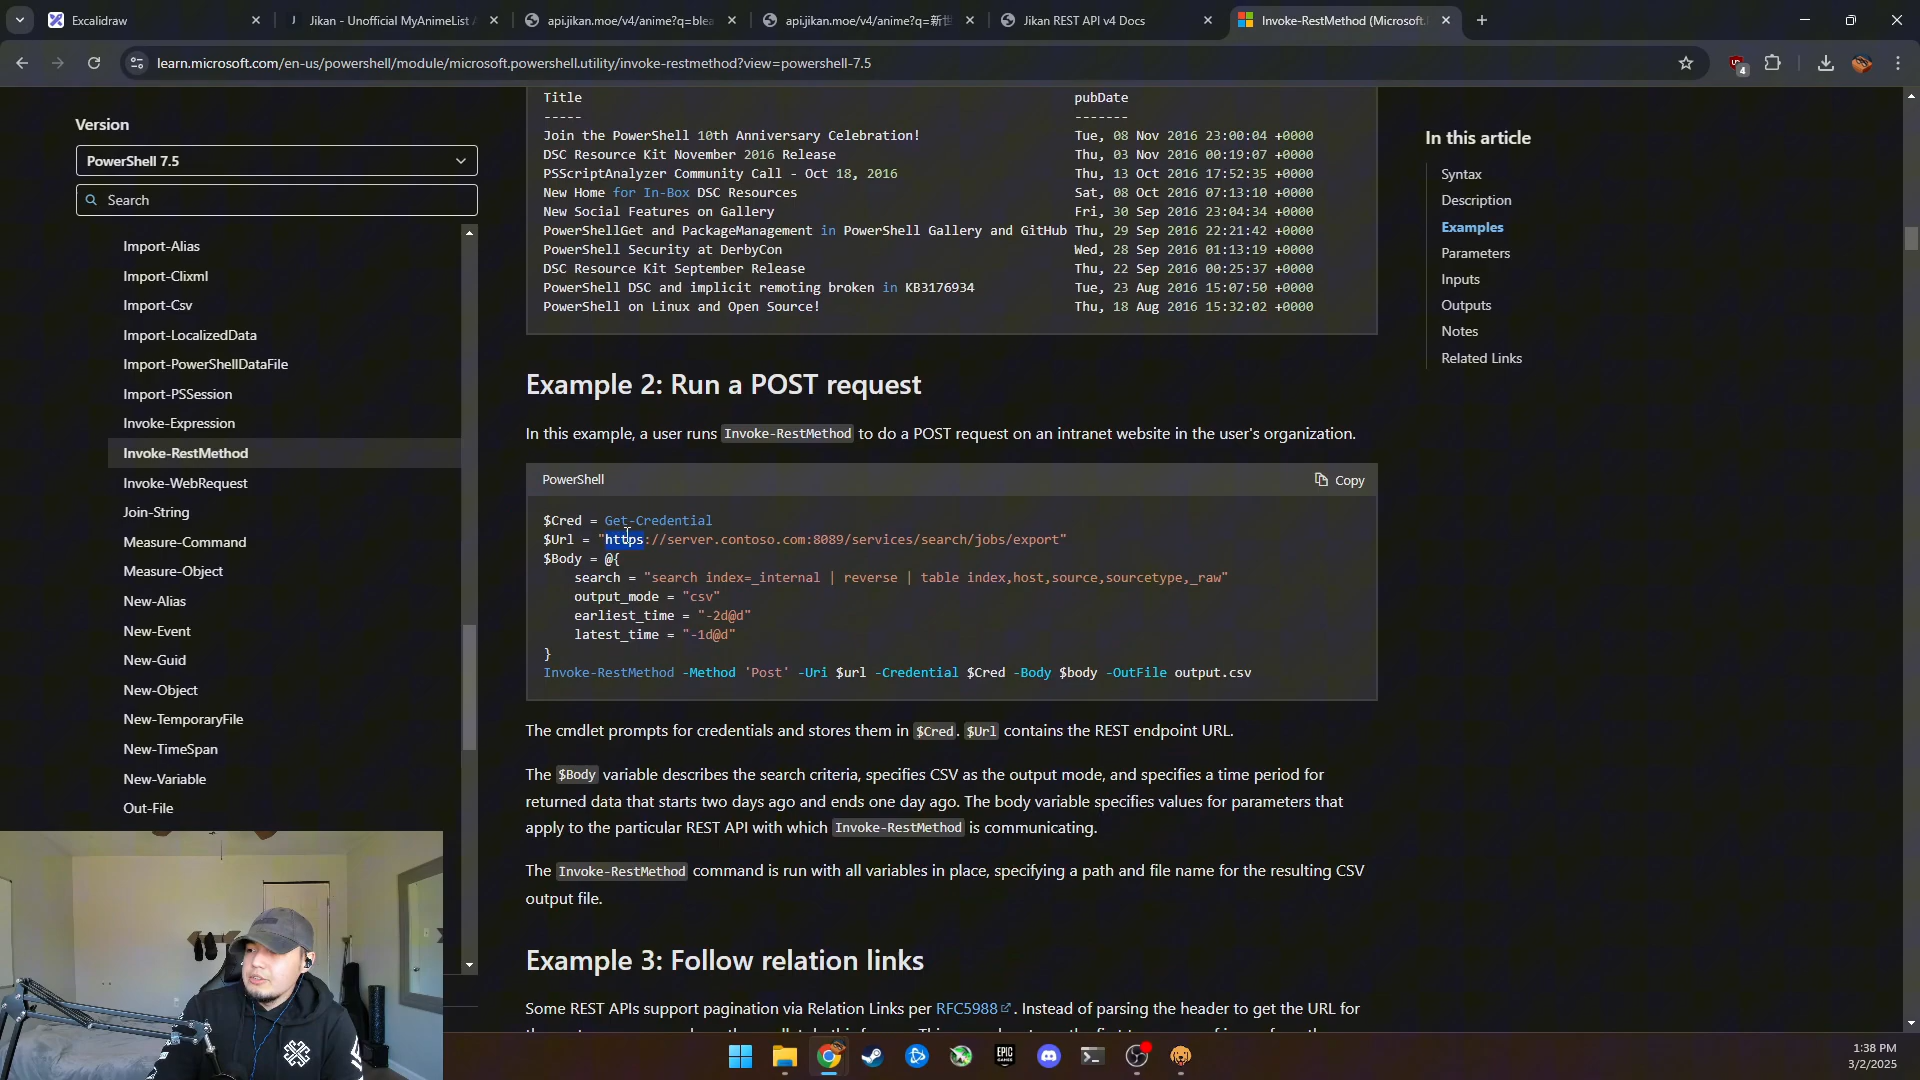 Excalidraw
Jikan - Unofficial MyAnimeList A
api.jikan.moe/v4/anime?q=blea
api.jikan.moe/v4/anime?q=新世
Jikan REST API v4 Docs
Invoke-RestMethod (Microsoft.
learn.microsoft.com/en-us/powershell/module/microsoft.powershell.utility/invoke-restmethod?view=powershell-7.5
4
Version
PowerShell 7.5
Search
Import-Alias
Import-Clixml
Import-Csv
Import-LocalizedData
Import-PowerShellDataFile
Import-PSSession
Invoke-Expression
Invoke-RestMethod
Invoke-WebRequest
Join-String
Measure-Command
Measure-Object
New-Alias
New-Event
New-Guid
New-Object
New-TemporaryFile
New-TimeSpan
New-Variable
Out-File
Title pubDate
----- -------
Join the PowerShell 10th Anniversary Celebration! Tue, 08 Nov 2016 23:00:04 +0000
DSC Resource Kit November 2016 Release Thu, 03 Nov 2016 00:19:07 +0000
PSScriptAnalyzer Community Call - Oct 18, 2016 Thu, 13 Oct 2016 17:52:35 +0000
New Home for In-Box DSC Resources Sat, 08 Oct 2016 07:13:10 +0000
New Social Features on Gallery Fri, 30 Sep 2016 23:04:34 +0000
PowerShellGet and PackageManagement in PowerShell Gallery and GitHub Thu, 29 Sep 2016 22:21:42 +0000
PowerShell Security at DerbyCon Wed, 28 Sep 2016 01:13:19 +0000
DSC Resource Kit September Release Thu, 22 Sep 2016 00:25:37 +0000
PowerShell DSC and implicit remoting broken in KB3176934 Tue, 23 Aug 2016 15:07:50 +0000
PowerShell on Linux and Open Source! Thu, 18 Aug 2016 15:32:02 +0000
Example 2: Run a POST request
In this example, a user runs Invoke-RestMethod to do a POST request on an intranet website in the user's organization.
PowerShell
Copy
$Cred = Get-Credential
$Url = "https://server.contoso.com:8089/services/search/jobs/export"
$Body = @{
search = "search index=_internal | reverse | table index,host,source,sourcetype,_raw"
output_mode = "csv"
earliest_time = "-2d@d"
latest_time = "-1d@d"
}
Invoke-RestMethod -Method 'Post' -Uri $url -Credential $Cred -Body $body -OutFile output.csv
The cmdlet prompts for credentials and stores them in $Cred. $Url contains the REST endpoint URL.
The $Body variable describes the search criteria, specifies CSV as the output mode, and specifies a time period for
returned data that starts two days ago and ends one day ago. The body variable specifies values for parameters that
apply to the particular REST API with which Invoke-RestMethod is communicating.
The Invoke-RestMethod command is run with all variables in place, specifying a path and file name for the resulting CSV
output file.
Example 3: Follow relation links
Some REST APIs support pagination via Relation Links per RFC5988. Instead of parsing the header to get the URL for
In this article
Syntax
Description
Examples
Parameters
Inputs
Outputs
Notes
Related Links
EPIC
GAMES
1:38 PM
3/2/2025